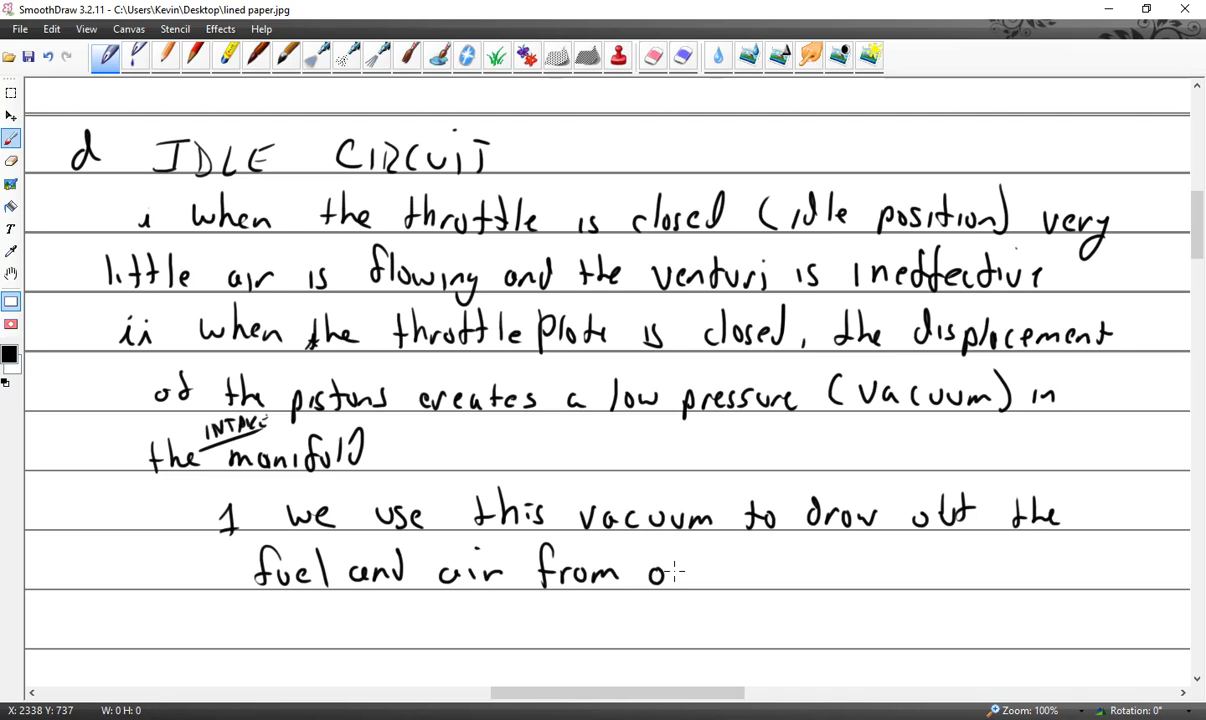 SmoothDraw 3.2.11 - C:\Users\Kevin\Desktop\lined paper.jpg
File Edit View Canvas Stencil Effects Help
d IDLE CIRCUIT
i when the throttle is closed (idle position) very
little air is flowing and the venturi is ineffective
ii when the throttle plate is closed, the displacement
of the pistons creates a low pressure (vacuum) in
the INTAKE manifold
1 we use this vacuum to draw out the
fuel and air from a
X: 2338 Y: 737 W: 0 H: 0 Zoom: 100% Rotation: 0°